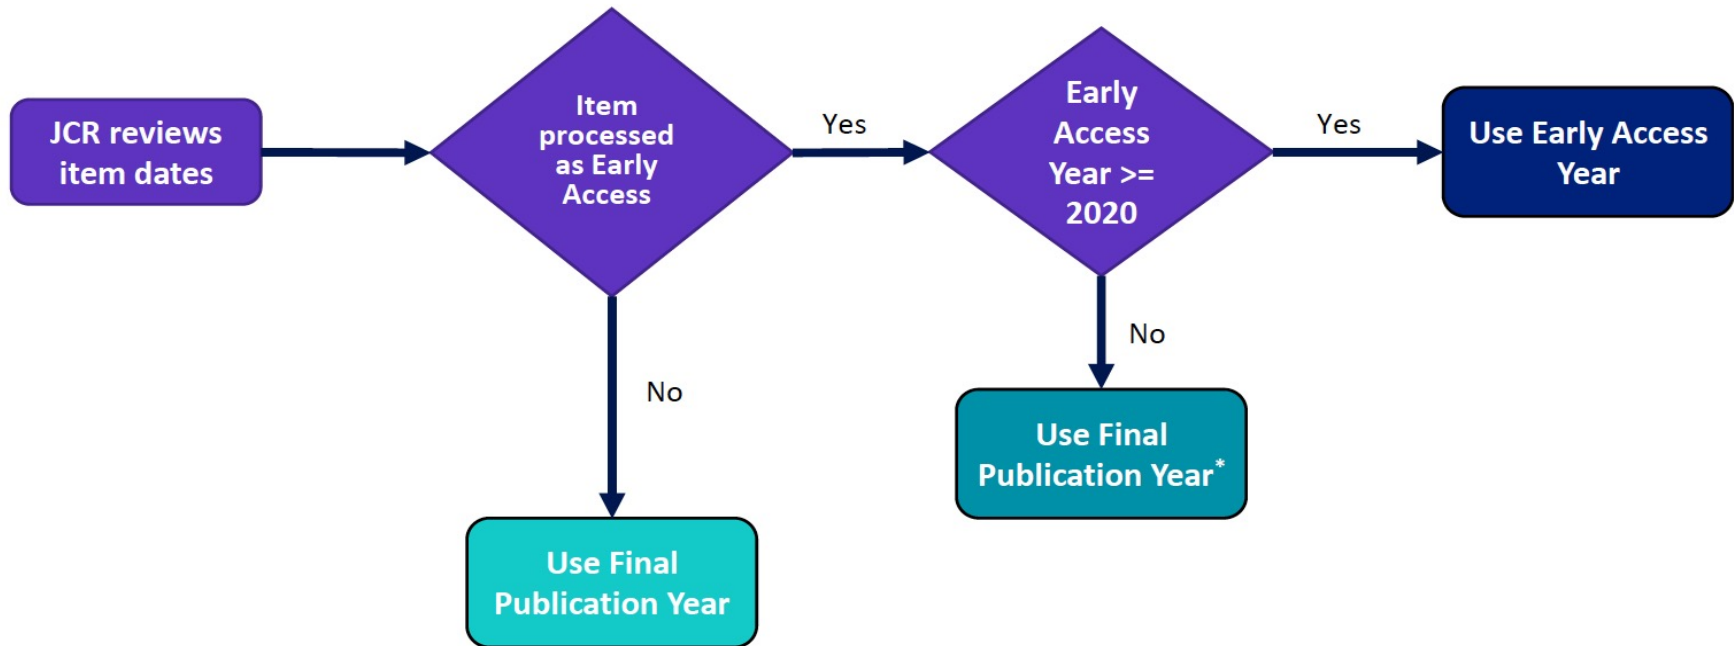 JCR reviews
item dates
Item
processed
as Early
Access
Yes
Early
Access
Year >=
2020
Yes
Use Early Access
Year
No
No
Use Final
Publication Year*
Use Final
Publication Year